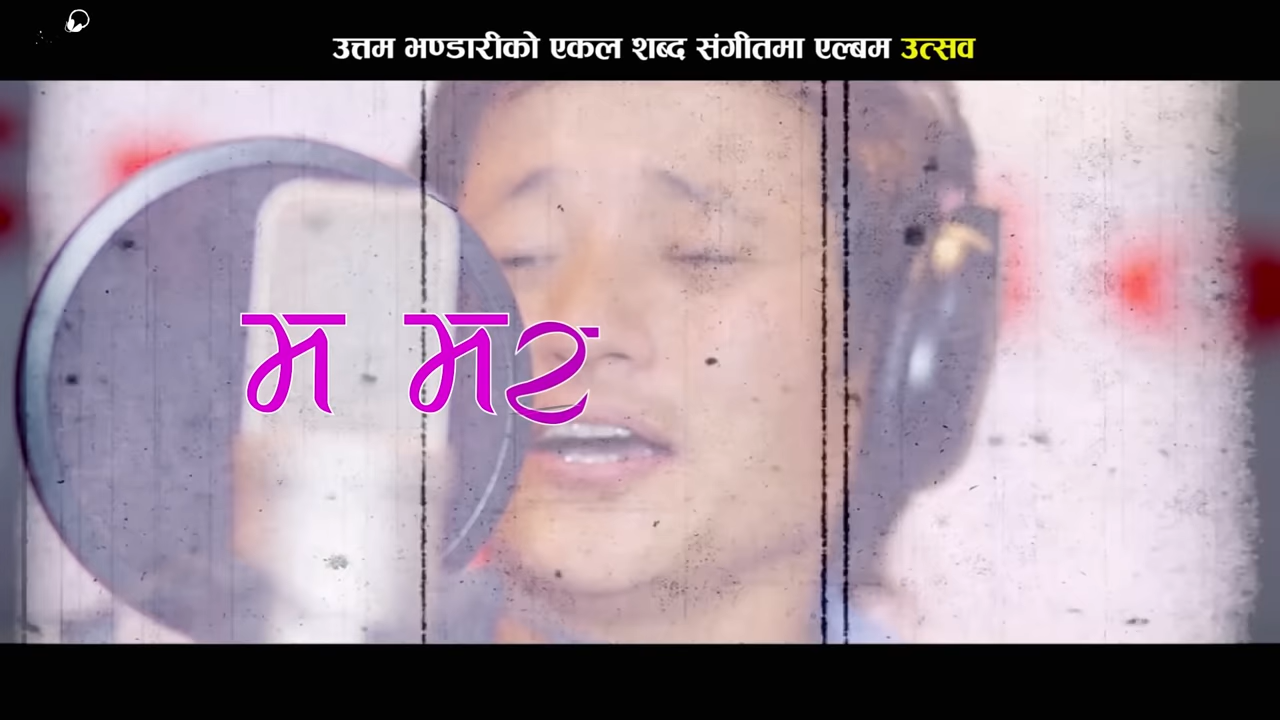 उत्तम भण्डारीको एकल शब्द संगीतमा एल्बम उत्सव
म मर